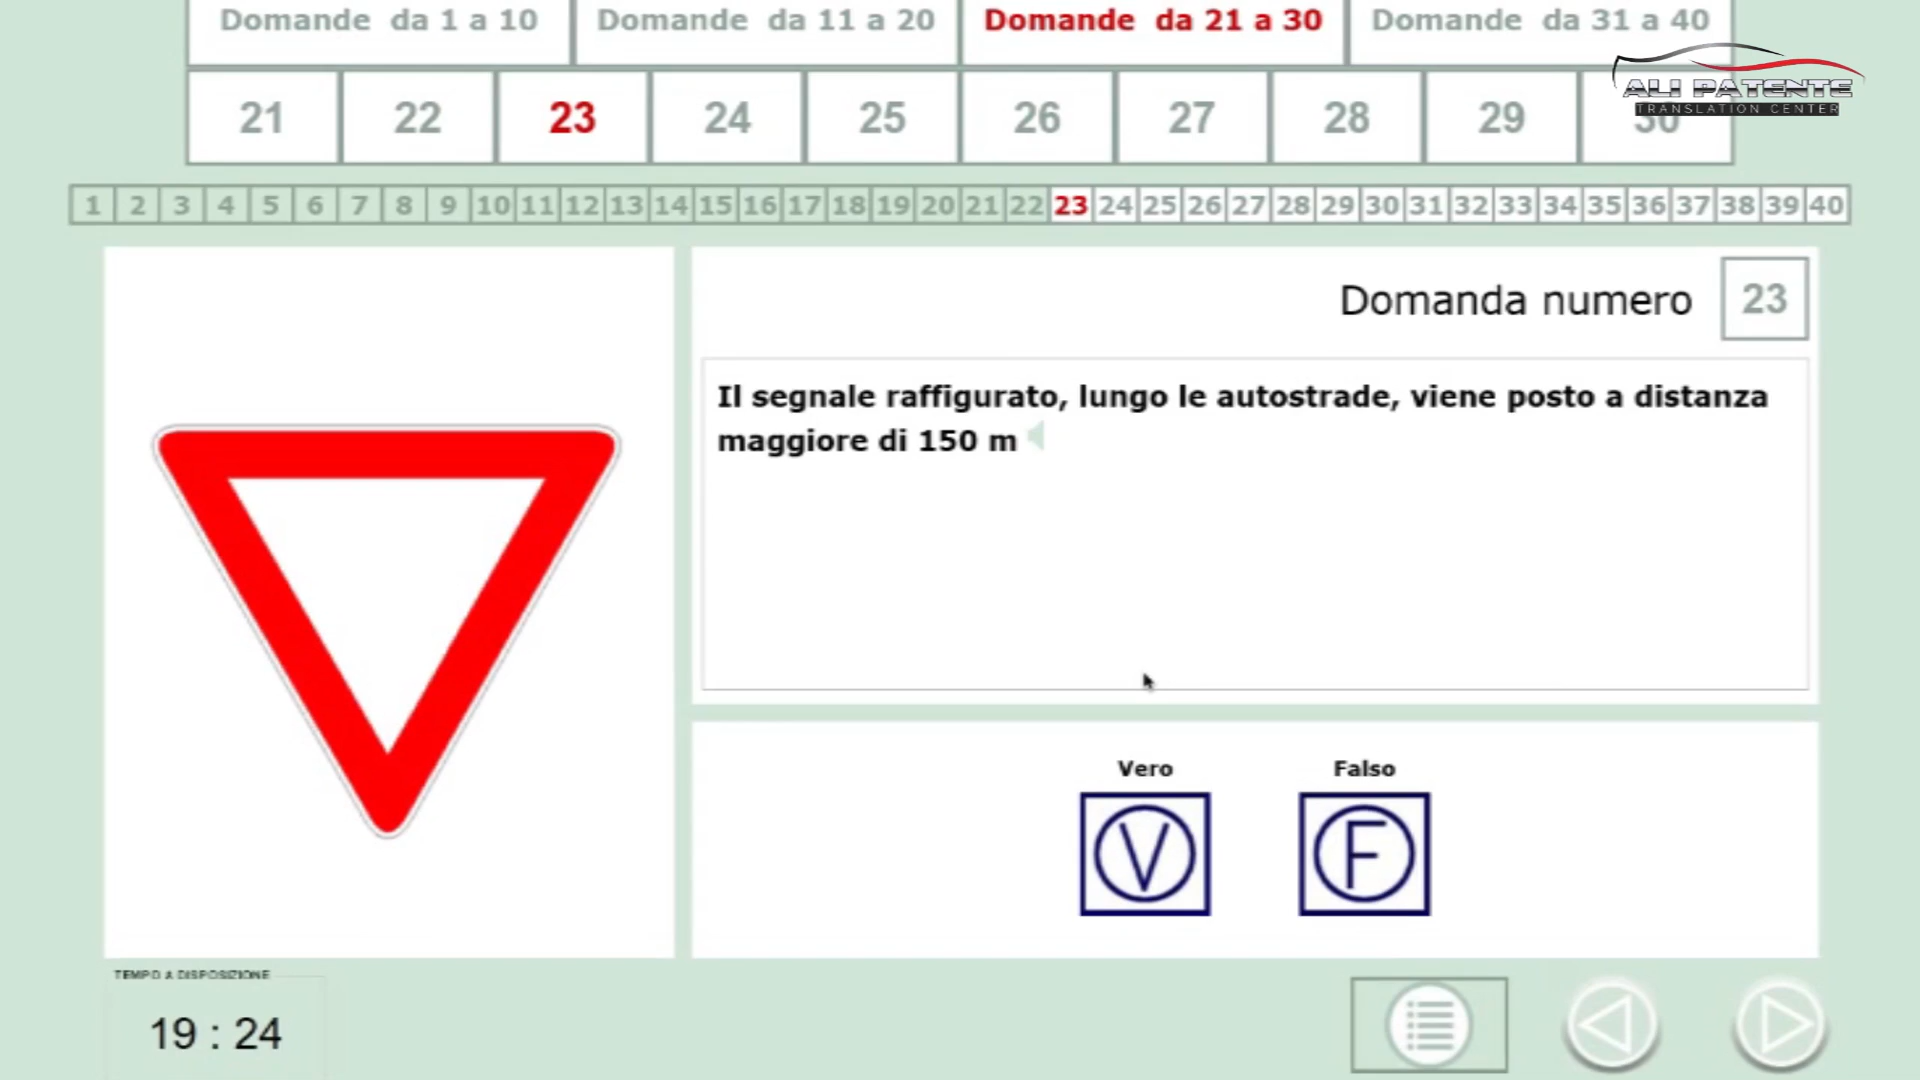 Domande da 1 a 10
Domande da 11 a 20
Domande da 21 a 30
Domande da 31 a 40
ALI PATENTE
TRANSLATION CENTER
21 22 23 24 25 26 27 28 29 30
1 2 3 4 5 6 7 8 9 10 11 12 13 14 15 16 17 18 19 20 21 22 23 24 25 26 27 28 29 30 31 32 33 34 35 36 37 38 39 40
Domanda numero 23
Il segnale raffigurato, lungo le autostrade, viene posto a distanza
maggiore di 150 m
Vero
Falso
V
F
TEMPO A DISPOSIZIONE
19 : 24